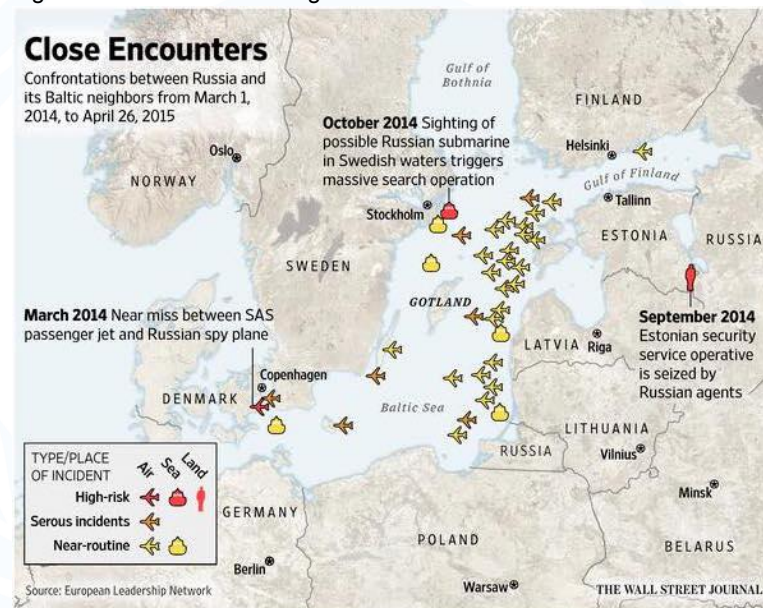 Close Encounters
Confrontations between Russia and
its Baltic neighbors from March 1,
2014, to April 26, 2015
Gulf of
Bothnia
FINLAND
October 2014 Sighting of
possible Russian submarine
in Swedish waters triggers
massive search operation
Oslo
Helsinki
NORWAY
Gulf of Finland
Stockholm
Tallinn
ESTONIA
RUSSIA
SWEDEN
GOTLAND
March 2014 Near miss between SAS
passenger jet and Russian spy plane
September 2014
Estonian security
service operative
is seized by
Russian agents
LATVIA
Riga
Copenhagen
DENMARK
Baltic Sea
LITHUANIA
RUSSIA
Vilnius
TYPE/PLACE
OF INCIDENT
Air
Sea
Land
High-risk
Serous incidents
Near-routine
Minsk
GERMANY
POLAND
BELARUS
Berlin
Warsaw
Source: European Leadership Network
THE WALL STREET JOURNAL